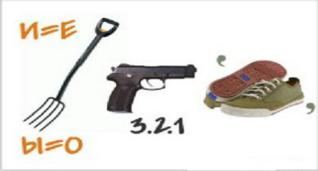 И=Е
Ы=О
3.2.1
‚
,